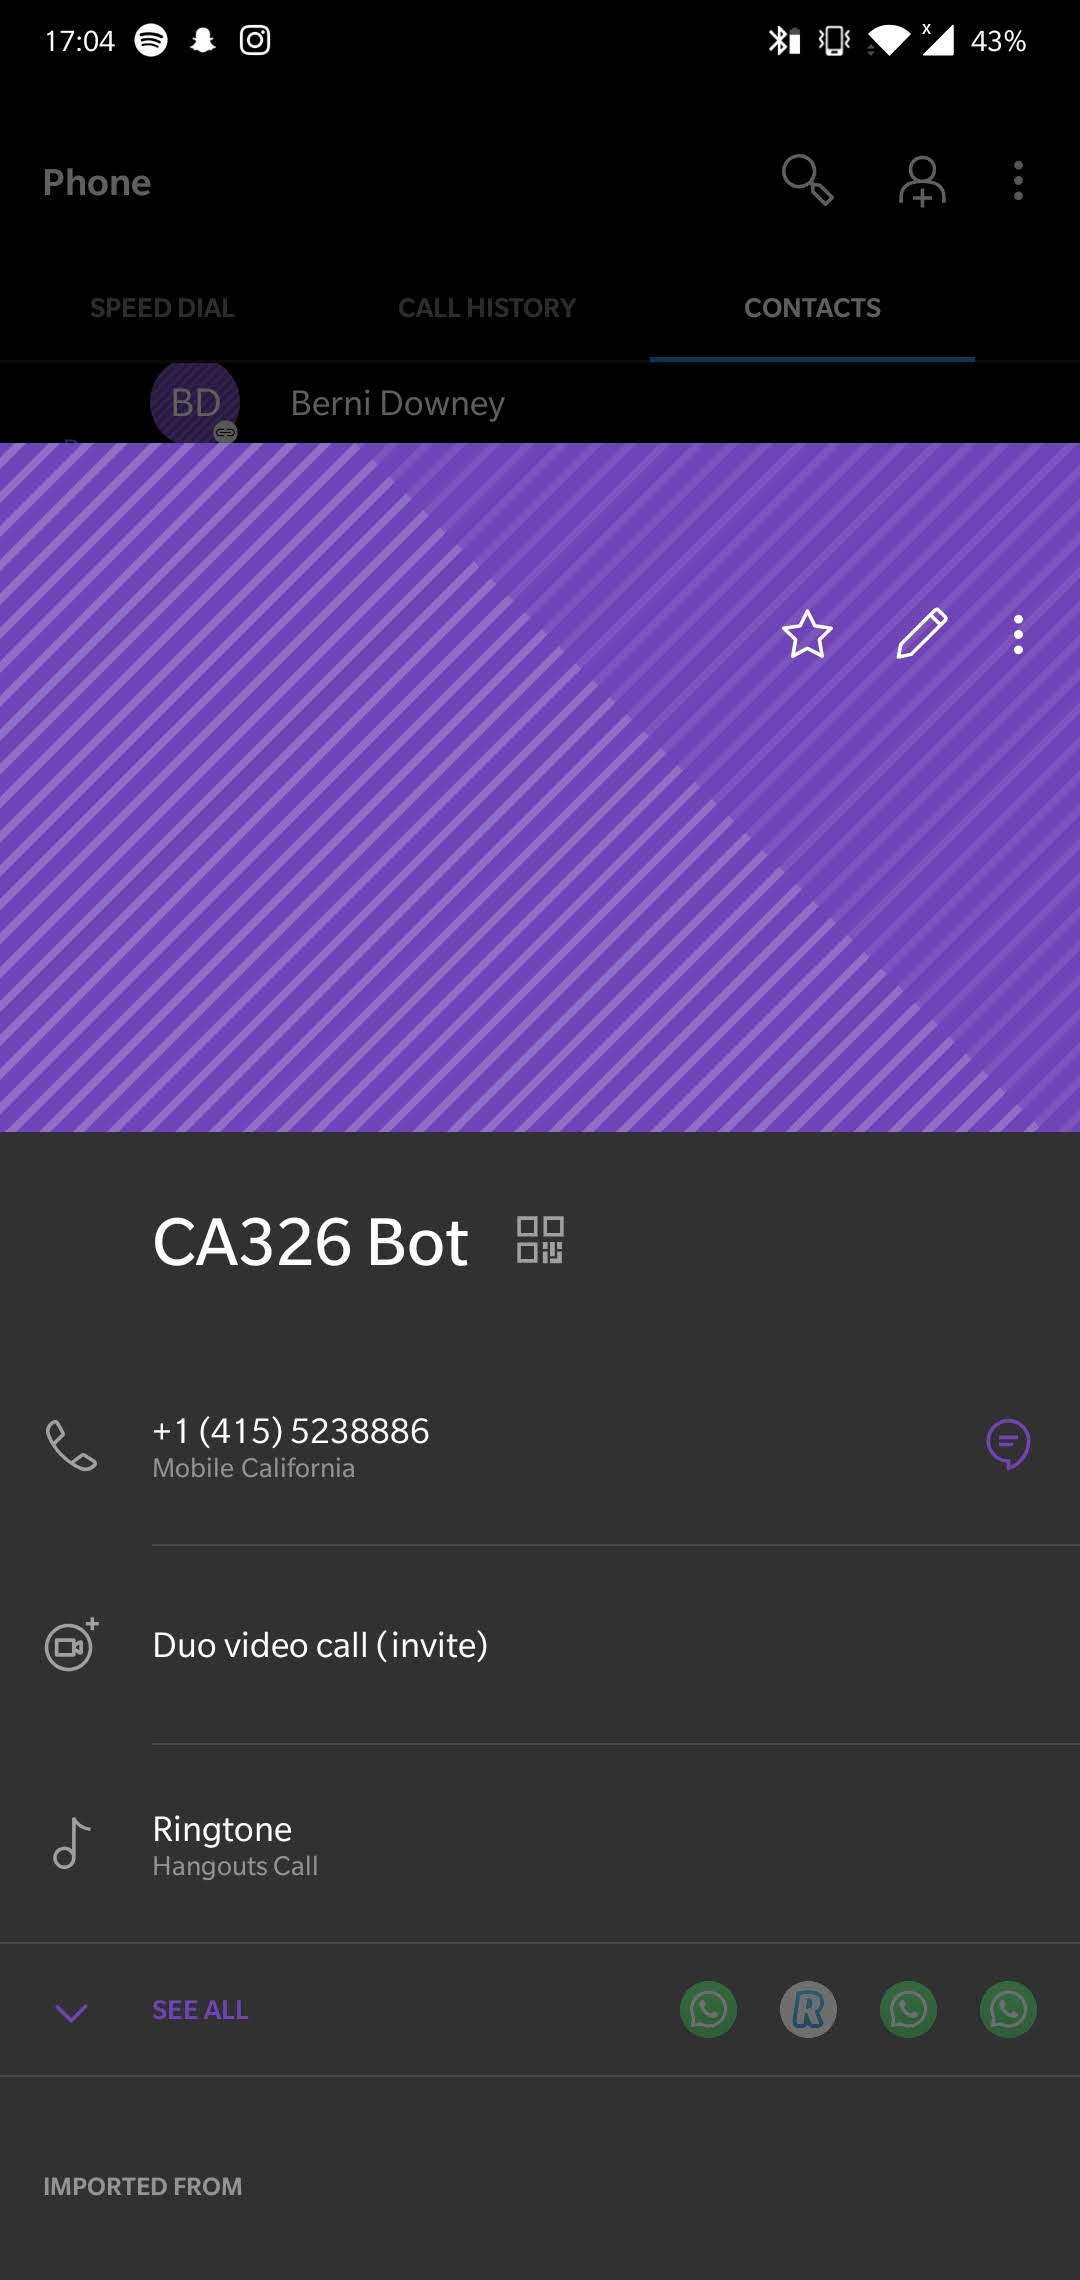 17:04
43%
Phone
SPEED DIAL
CALL HISTORY
CONTACTS
BD
Berni Downey
CA326 Bot
+1 (415) 5238886
Mobile California
Duo video call (invite)
Ringtone
Hangouts Call
SEE ALL
R
IMPORTED FROM